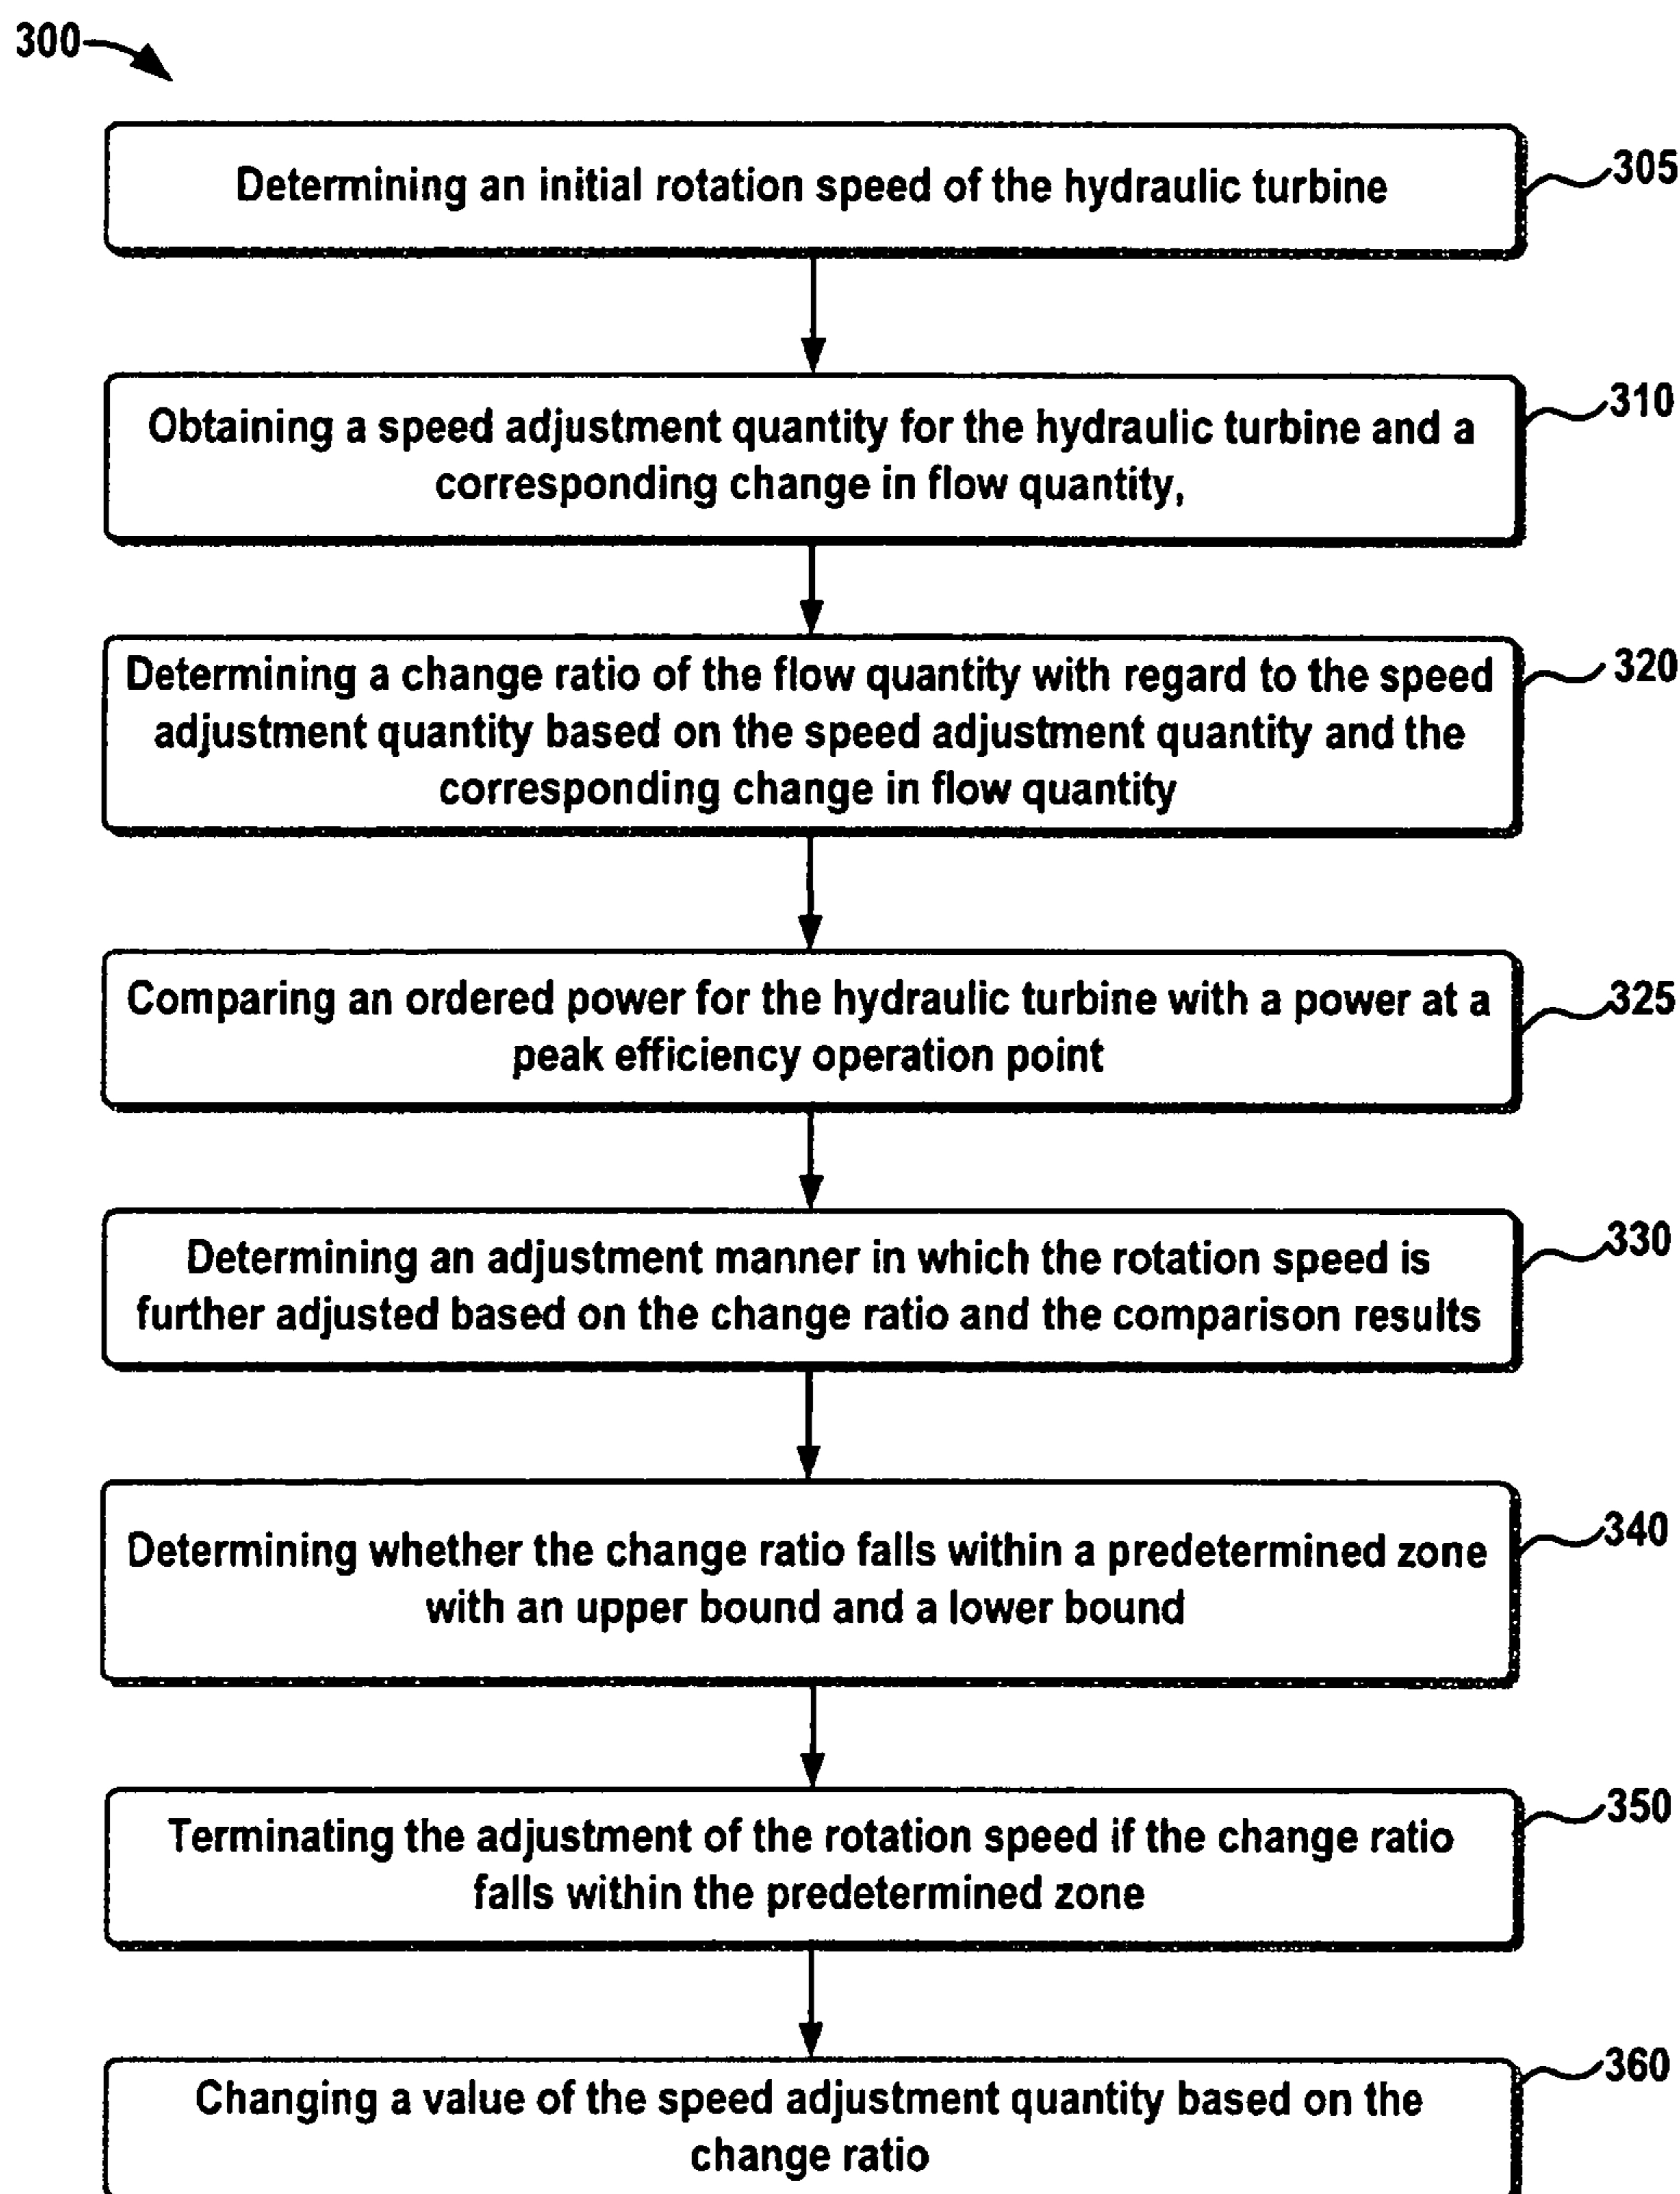 300
Determining an initial rotation speed of the hydraulic turbine
305
Obtaining a speed adjustment quantity for the hydraulic turbine and a
corresponding change in flow quantity,
310
Determining a change ratio of the flow quantity with regard to the speed
adjustment quantity based on the speed adjustment quantity and the
corresponding change in flow quantity
320
Comparing an ordered power for the hydraulic turbine with a power at a
peak efficiency operation point
325
Determining an adjustment manner in which the rotation speed is
further adjusted based on the change ratio and the comparison results
330
Determining whether the change ratio falls within a predetermined zone
with an upper bound and a lower bound
340
Terminating the adjustment of the rotation speed if the change ratio
falls within the predetermined zone
350
Changing a value of the speed adjustment quantity based on the
change ratio
360